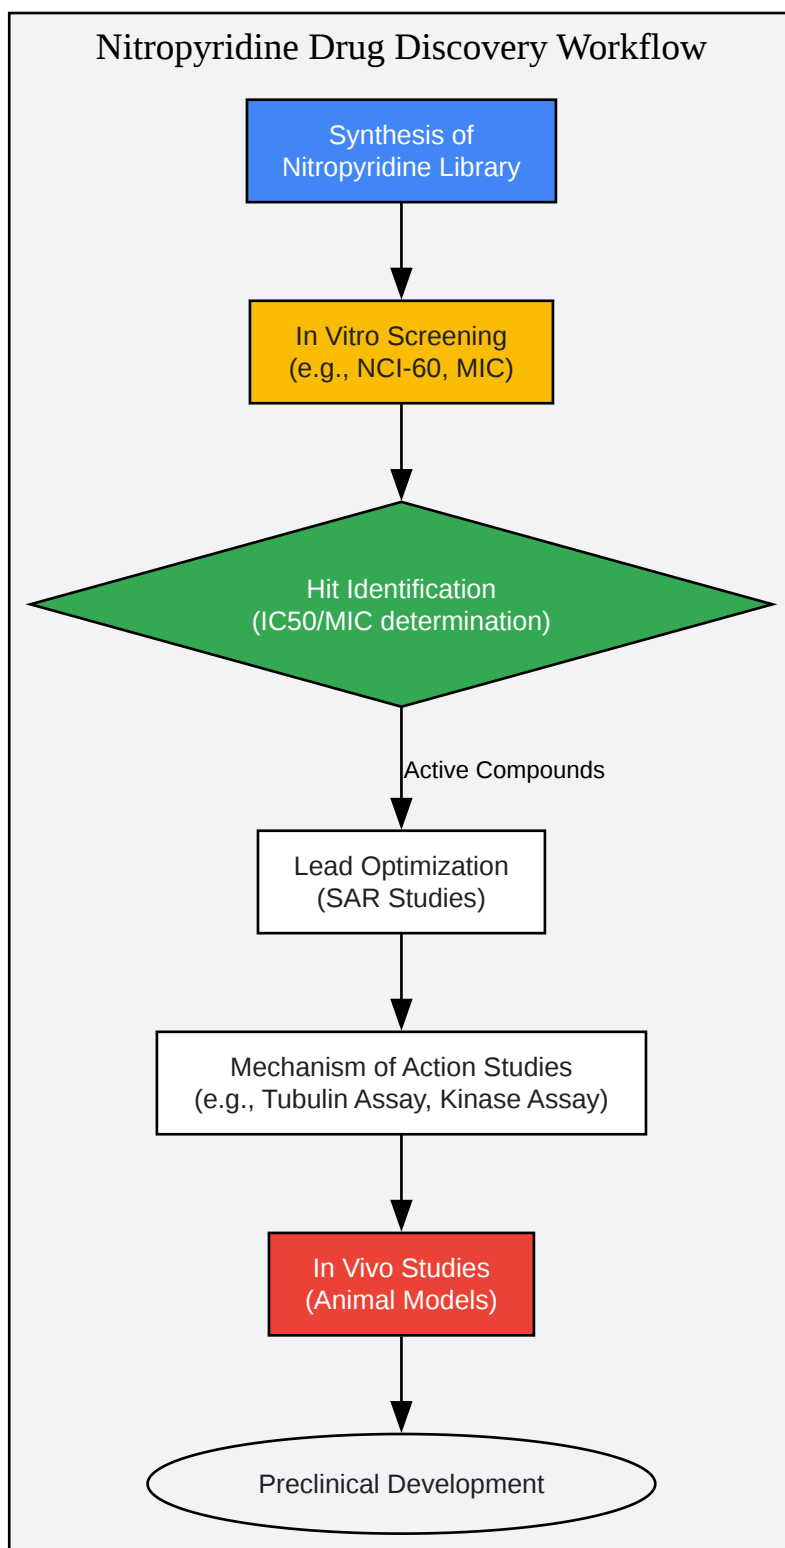 Nitropyridine Drug Discovery Workflow
Synthesis of
Nitropyridine Library
In Vitro Screening
(e.g., NCI-60, MIC)
Hit Identification
(IC50/MIC determination)
Active Compounds
Lead Optimization
(SAR Studies)
Mechanism of Action Studies
(e.g., Tubulin Assay, Kinase Assay)
In Vivo Studies
(Animal Models)
Preclinical Development